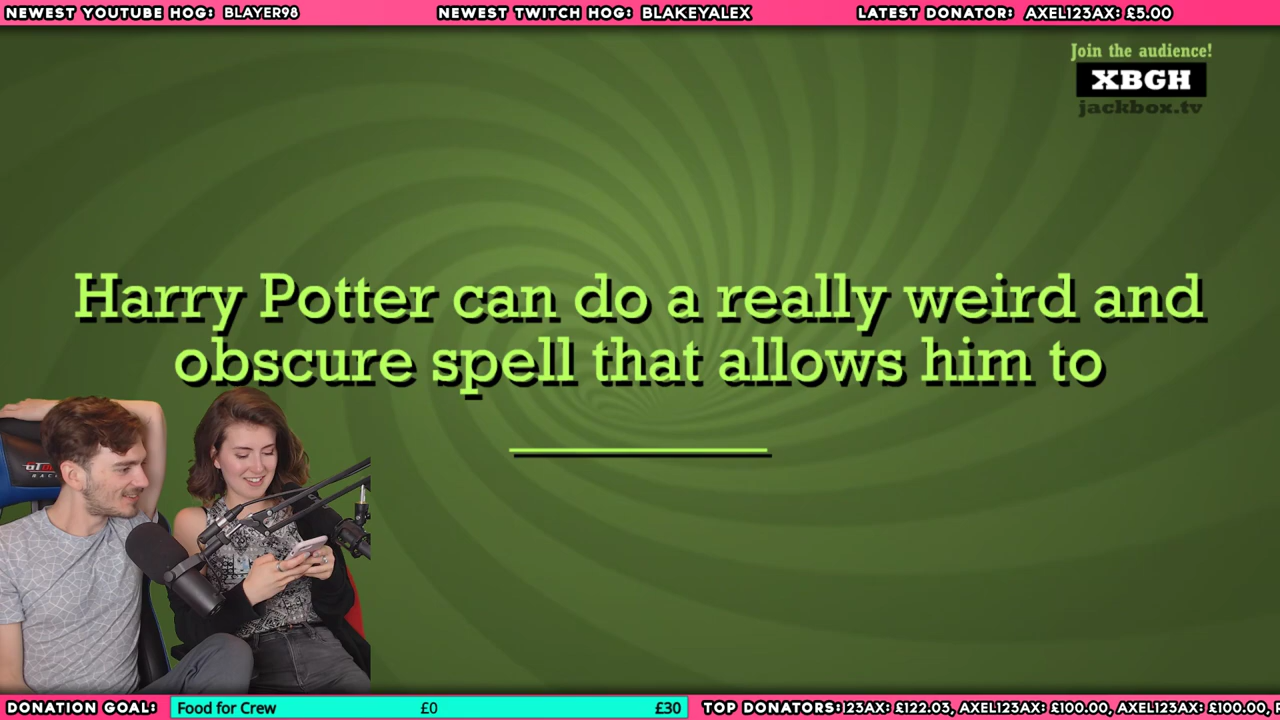 NEWEST YOUTUBE HOG: BLAYER98
NEWEST TWITCH HOG: BLAKEYALEX
LATEST DONATOR: AXEL123AX: £5.00
Join the audience!
XBGH
jackbox.tv
Harry Potter can do a really weird and
obscure spell that allows him to
DONATION GOAL:
Food for Crew £0 £30
TOP DONATORS: 23AX: £122.03, AXEL123AX: £100.00, AXEL123AX: £100.00,